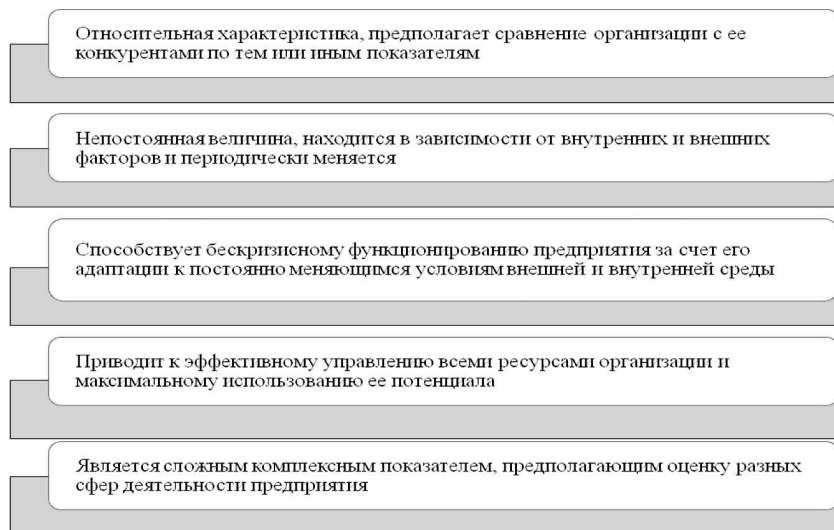 Относительная характеристика, предполагает сравнение организации с ее
конкурентами по тем или иным показателям
Непостоянная величина, находится в зависимости от внутренних и внешних
факторов и периодически меняется
Способствует бескризисному функционированию предприятия за счет его
адаптации к постоянно меняющимся условиям внешней и внутренней среды
Приводит к эффективному управлению всеми ресурсами организации и
максимальному использованию ее потенциала
Является сложным комплексным показателем, предполагающим оценку разных
сфер деятельности предприятия